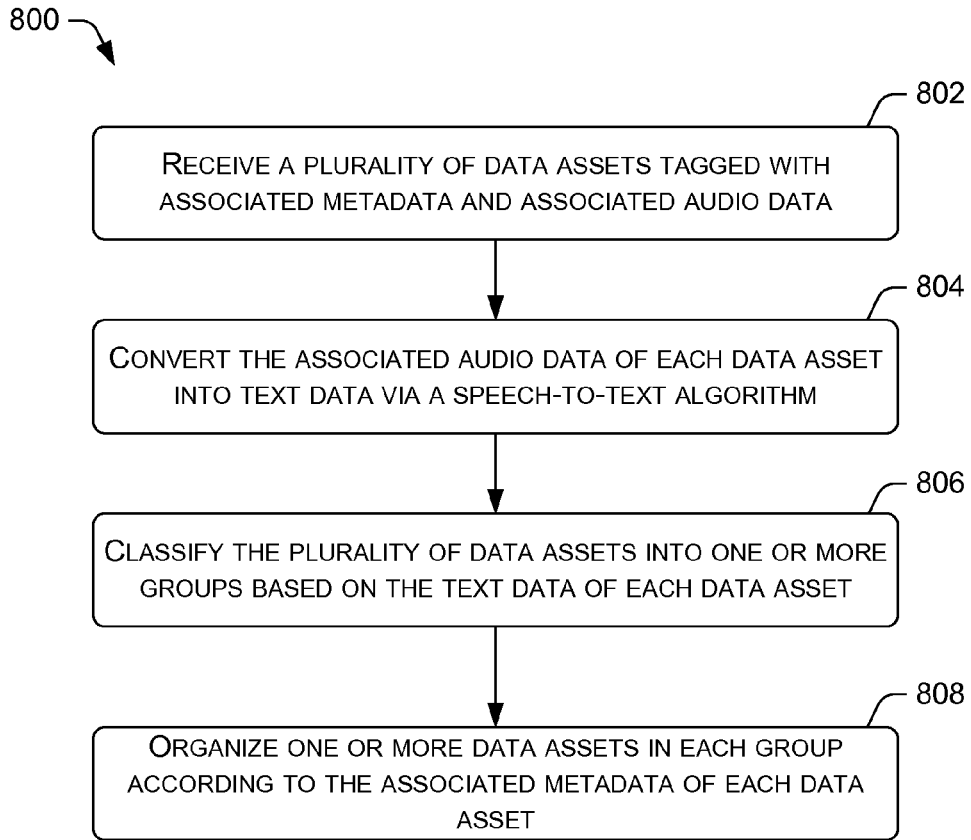 800
802
RECEIVE A PLURALITY OF DATA ASSETS TAGGED WITH
ASSOCIATED METADATA AND ASSOCIATED AUDIO DATA
804
CONVERT THE ASSOCIATED AUDIO DATA OF EACH DATA ASSET
INTO TEXT DATA VIA A SPEECH-TO-TEXT ALGORITHM
806
CLASSIFY THE PLURALITY OF DATA ASSETS INTO ONE OR MORE
GROUPS BASED ON THE TEXT DATA OF EACH DATA ASSET
808
ORGANIZE ONE OR MORE DATA ASSETS IN EACH GROUP
ACCORDING TO THE ASSOCIATED METADATA OF EACH DATA
ASSET